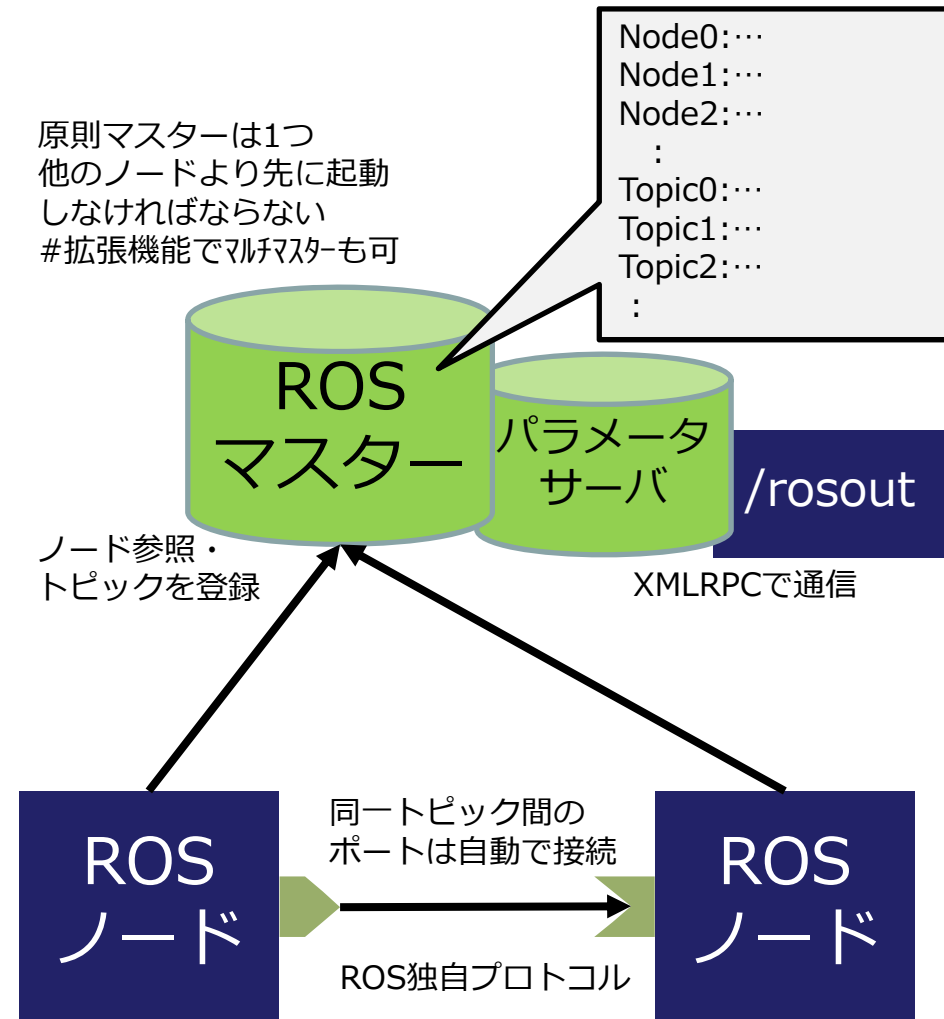 Node0:…
Node1:…
Node2:…
:
Topic0:…
Topic1:…
Topic2:…
:
原則マスターは1つ
他のノードより先に起動
しなければならない
#拡張機能でﾏﾙﾁﾏｽﾀｰも可
ROS
マスター
パラメータ
サーバ
/rosout
ノード参照・
トピックを登録
XMLRPCで通信
同一トピック間の
ポートは自動で接続
ROS
ノード
ROS
ノード
ROS独自プロトコル